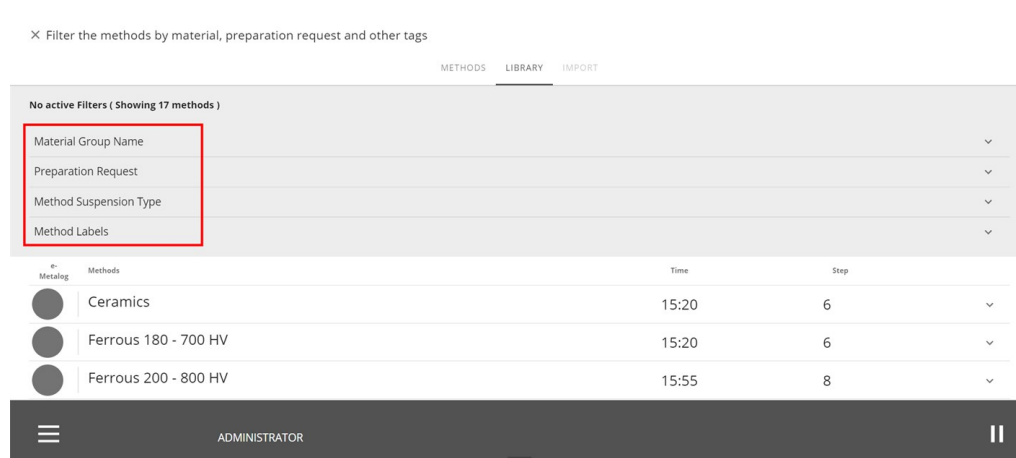 × Filter the methods by material, preparation request and other tags
METHODS LIBRARY IMPORT
No active Filters ( Showing 17 methods )
Material Group Name
Preparation Request
Method Suspension Type
Method Labels
e-
Metalog Methods Time Step
Ceramics 15:20 6
Ferrous 180 - 700 HV 15:20 6
Ferrous 200 - 800 HV 15:55 8
ADMINISTRATOR